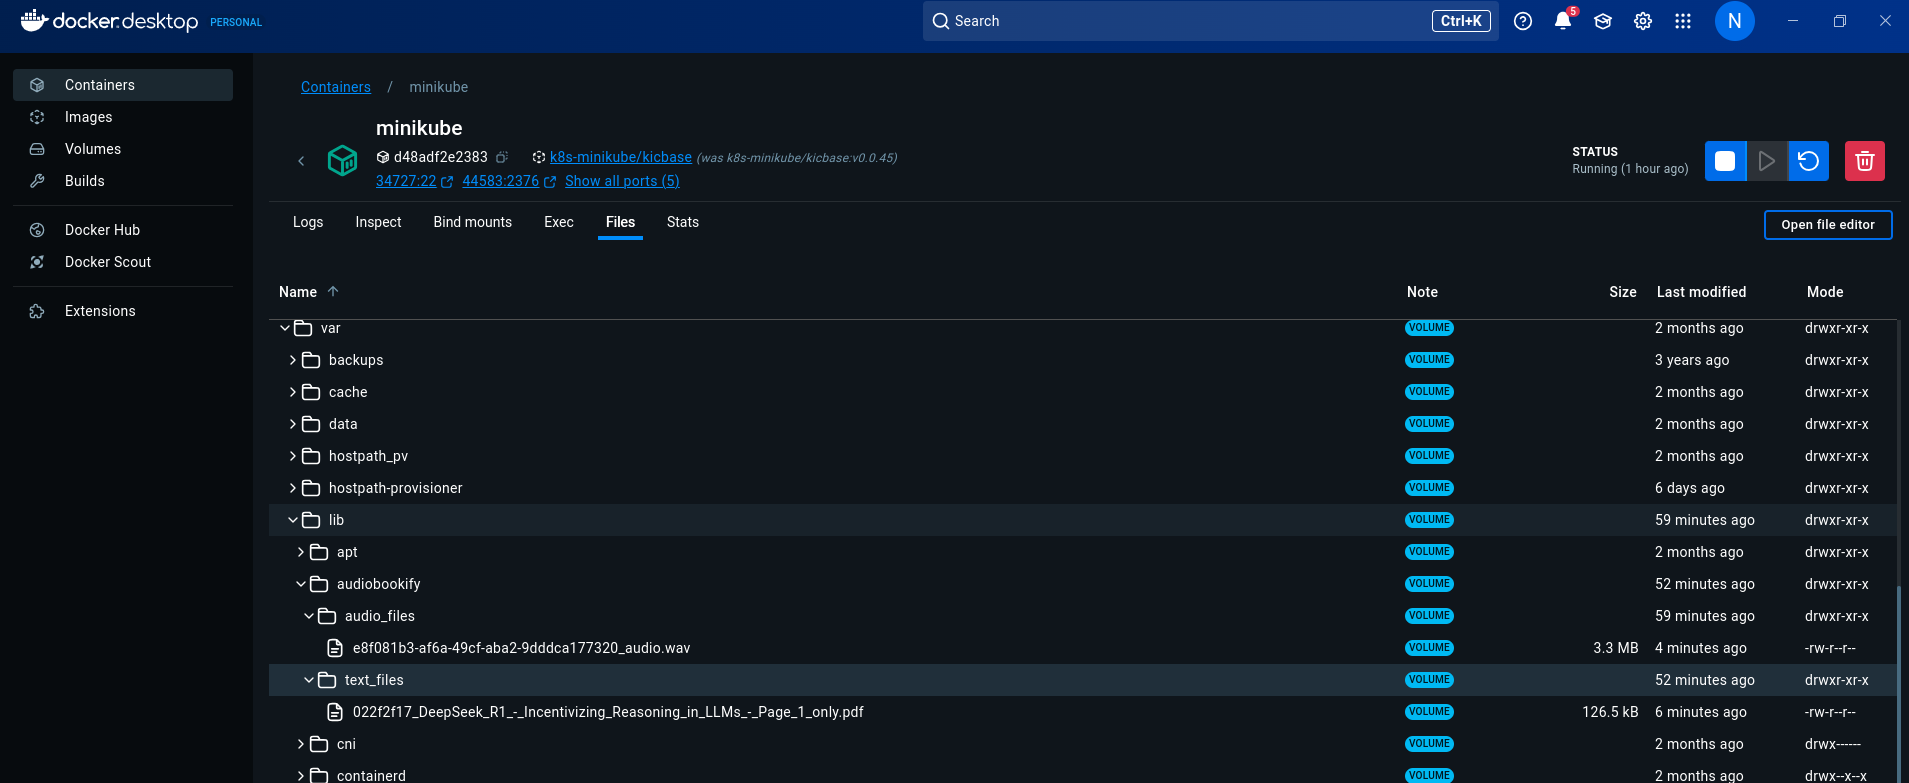 docker.desktop PERSONAL
Search Ctrl+K 5 N
Containers
Images
Volumes
Builds
Docker Hub
Docker Scout
Extensions
Containers / minikube
minikube
d48adf2e2383 k8s-minikube/kicbase (was k8s-minikube/kicbase:v0.0.45)
34727:22 44583:2376 Show all ports (5)
STATUS
Running (1 hour ago)
Logs Inspect Bind mounts Exec Files Stats
Open file editor
Name Note Size Last modified Mode
var VOLUME 2 months ago drwxr-xr-x
backups VOLUME 3 years ago drwxr-xr-x
cache VOLUME 2 months ago drwxr-xr-x
data VOLUME 2 months ago drwxr-xr-x
hostpath_pv VOLUME 2 months ago drwxr-xr-x
hostpath-provisioner VOLUME 6 days ago drwxr-xr-x
lib VOLUME 59 minutes ago drwxr-xr-x
apt VOLUME 2 months ago drwxr-xr-x
audiobookify VOLUME 52 minutes ago drwxr-xr-x
audio_files VOLUME 59 minutes ago drwxr-xr-x
e8f081b3-af6a-49cf-aba2-9dddca177320_audio.wav VOLUME 3.3 MB 4 minutes ago -rw-r--r--
text_files VOLUME 52 minutes ago drwxr-xr-x
022f2f17_DeepSeek_R1_-_Incentivizing_Reasoning_in_LLMs_-_Page_1_only.pdf VOLUME 126.5 kB 6 minutes ago -rw-r--r--
cni VOLUME 2 months ago drwx------
containerd VOLUME 2 months ago drwx--x--x